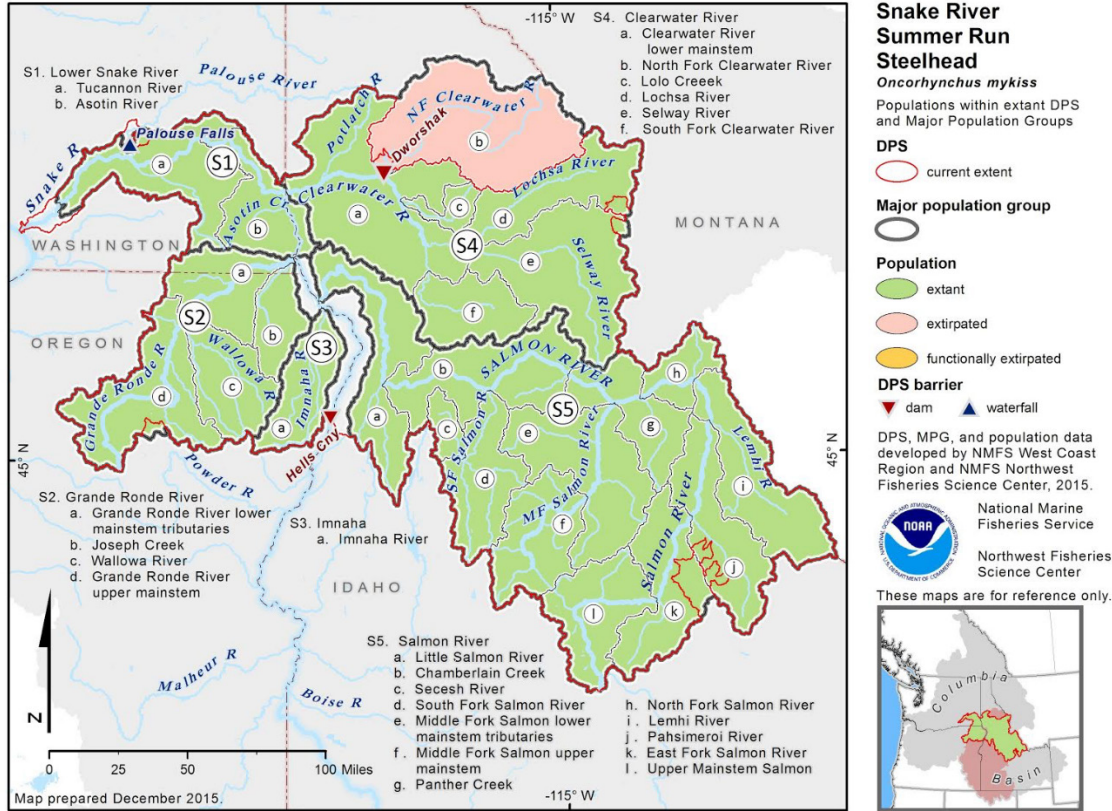 -115° W
S4. Clearwater River
a. Clearwater River
lower mainstem
b. North Fork Clearwater River
c. Lolo Creeek
d. Lochsa River
e. Selway River
f. South Fork Clearwater River
S1. Lower Snake River
a. Tucannon River
b. Asotin River
Palouse River
Palouse Falls
Potlatch R
NF Clearwater R
Dworshak
b
Snake R
a
S1
Clearwater R
a
c
d
Lochsa River
MONTANA
WASHINGTON
Asotin Cr
b
S4
e
Selway River
a
f
S2
b
S3
OREGON
Wallowa R
Imnaha R
Grande Ronde R
d
c
a
Hells Cny
SALMON RIVER
b
h
S5
a
c
SF Salmon R
e
MF Salmon River
g
Lemhi R
i
d
f
Salmon River
j
l
k
45° N
45° N
Powder R
S2. Grande Ronde River
a. Grande Ronde River lower
mainstem tributaries
b. Joseph Creek
c. Wallowa River
d. Grande Ronde River
upper mainstem
S3. Imnaha
a. Imnaha River
IDAHO
Malheur R
Boise R
S5. Salmon River
a. Little Salmon River
b. Chamberlain Creek
c. Secesh River
d. South Fork Salmon River
e. Middle Fork Salmon lower
mainstem tributaries
f. Middle Fork Salmon upper
mainstem
g. Panther Creek
h. North Fork Salmon River
i. Lemhi River
j. Pahsimeroi River
k. East Fork Salmon River
l. Upper Mainstem Salmon
N
0 50 100 Miles
Map prepared December 2015.
-115° W
Snake River
Summer Run
Steelhead
Oncorhynchus mykiss
Populations within extant DPS
and Major Population Groups
DPS
current extent
Major population group
Population
extant
extirpated
functionally extirpated
DPS barrier
dam waterfall
DPS, MPG, and population data
developed by NMFS West Coast
Region and NMFS Northwest
Fisheries Science Center, 2015.
NATIONAL OCEANIC AND ATMOSPHERIC ADMINISTRATION
NOAA
U.S. DEPARTMENT OF COMMERCE
National Marine
Fisheries Service
Northwest Fisheries
Science Center
These maps are for reference only.
Columbia
Basin